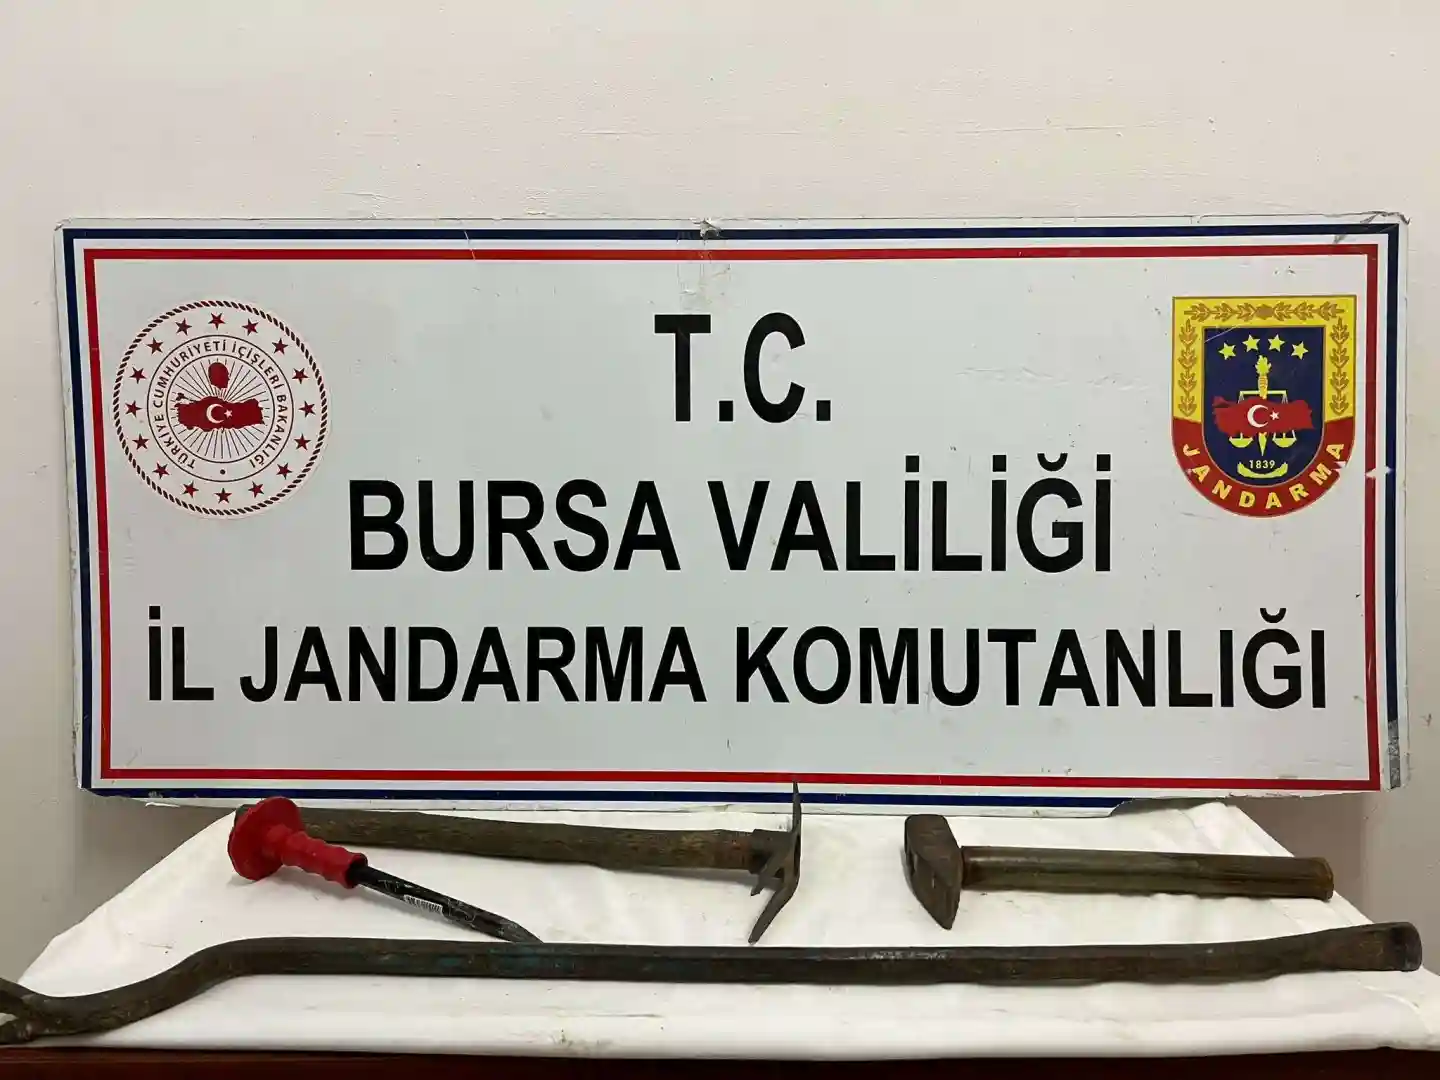 T.C.
BURSA VALİLİĞİ
İL JANDARMA KOMUTANLIĞI
TÜRKİYE CUMHURİYETİ İÇİŞLERİ BAKANLIĞI
1839
JANDARMA